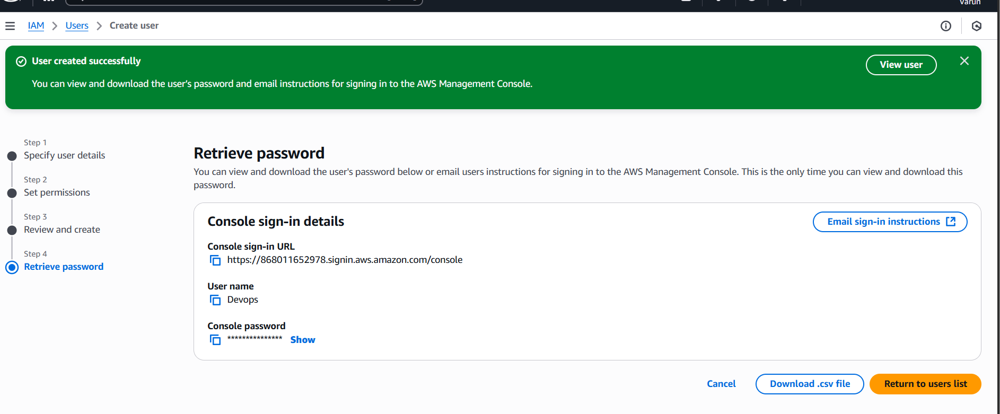 Varun
IAM > Users > Create user
User created successfully
You can view and download the user's password and email instructions for signing in to the AWS Management Console.
View user
Step 1
Specify user details
Step 2
Set permissions
Step 3
Review and create
Step 4
Retrieve password
Retrieve password
You can view and download the user's password below or email users instructions for signing in to the AWS Management Console. This is the only time you can view and download this
password.
Console sign-in details
Email sign-in instructions
Console sign-in URL
https://868011652978.signin.aws.amazon.com/console
User name
Devops
Console password
*************** Show
Cancel
Download .csv file
Return to users list